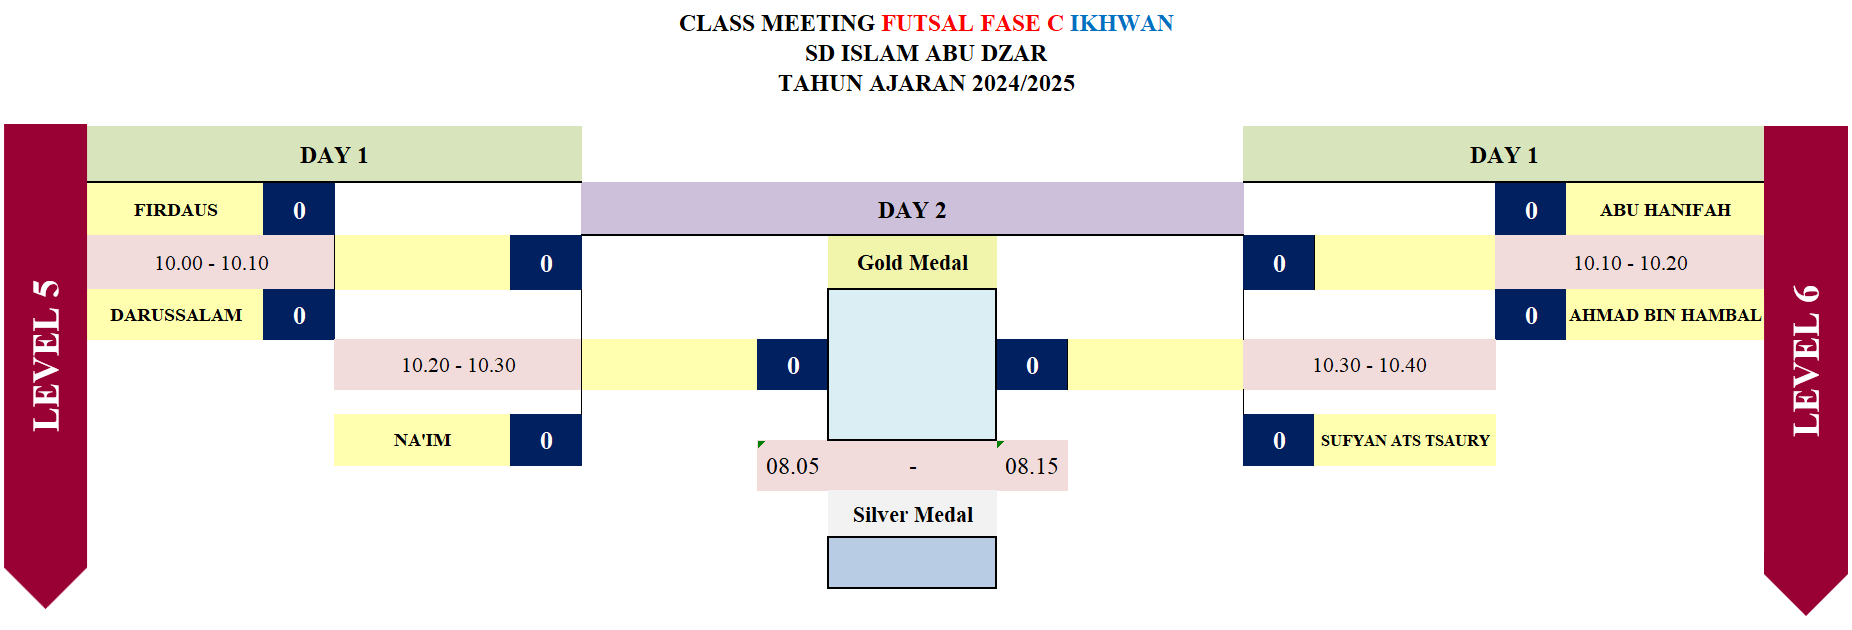 CLASS MEETING FUTSAL FASE C IKHWAN
SD ISLAM ABU DZAR
TAHUN AJARAN 2024/2025
LEVEL 5
DAY 1
FIRDAUS 0
10.00 - 10.10
DARUSSALAM 0
0
10.20 - 10.30
NA'IM 0
DAY 2
Gold Medal
0
0
08.05 - 08.15
Silver Medal
DAY 1
0 ABU HANIFAH
10.10 - 10.20
0 AHMAD BIN HAMBAL
0
10.30 - 10.40
0 SUFYAN ATS TSAURY
LEVEL 6